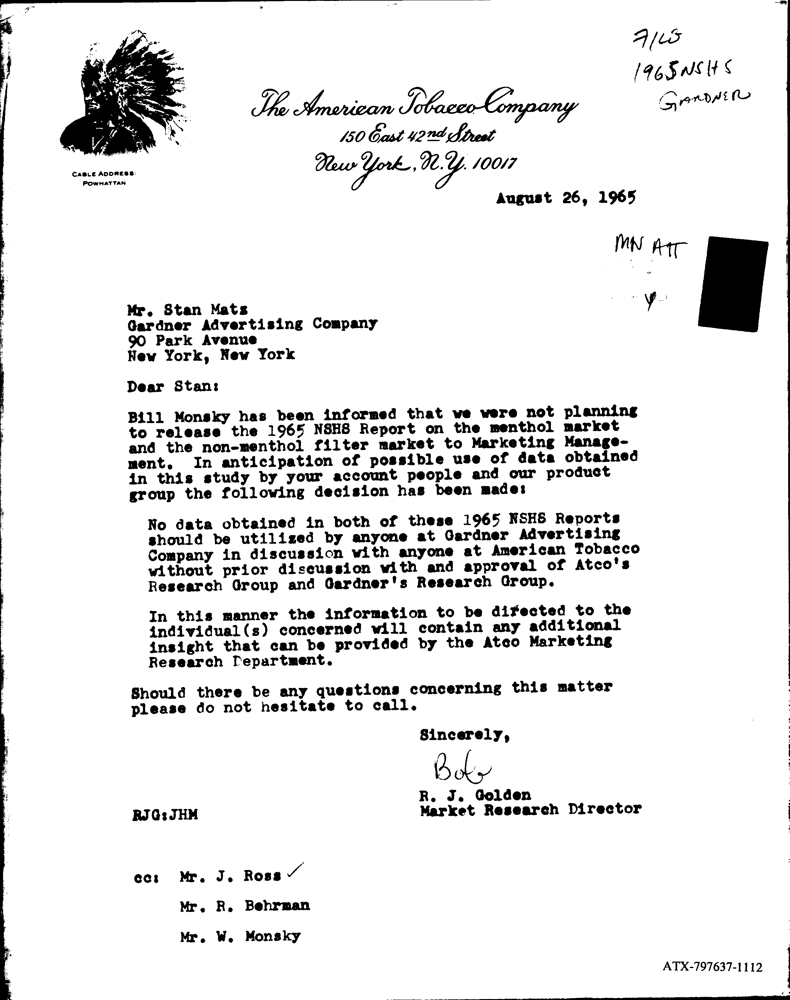 File
1965 NSHS
GARDNER
The American Tobacco Company
150 East 42nd Street
New York, N.Y. 10017
CABLE ADDRESS:
POWHATTAN
August 26, 1965
MN ATT
Mr. Stan Matz
Gardner Advertising Company
90 Park Avenue
New York, New York
Dear Stan:
Bill Monsky has been informed that we were not planning
to release the 1965 NSHS Report on the menthol market
and the non-menthol filter market to Marketing Manage-
ment. In anticipation of possible use of data obtained
in this study by your account people and our product
group the following decision has been made:
No data obtained in both of these 1965 NSHS Reports
should be utilized by anyone at Gardner Advertising
Company in discussion with anyone at American Tobacco
without prior discussion with and approval of Atco's
Research Group and Gardner's Research Group.
In this manner the information to be directed to the
individual(s) concerned will contain any additional
insight that can be provided by the Atco Marketing
Research Department.
Should there be any questions concerning this matter
please do not hesitate to call.
Sincerely,
Bob
R. J. Golden
Market Research Director
RJG:JHM
cc: Mr. J. Ross ✓
Mr. R. Behrman
Mr. W. Monsky
ATX-797637-1112